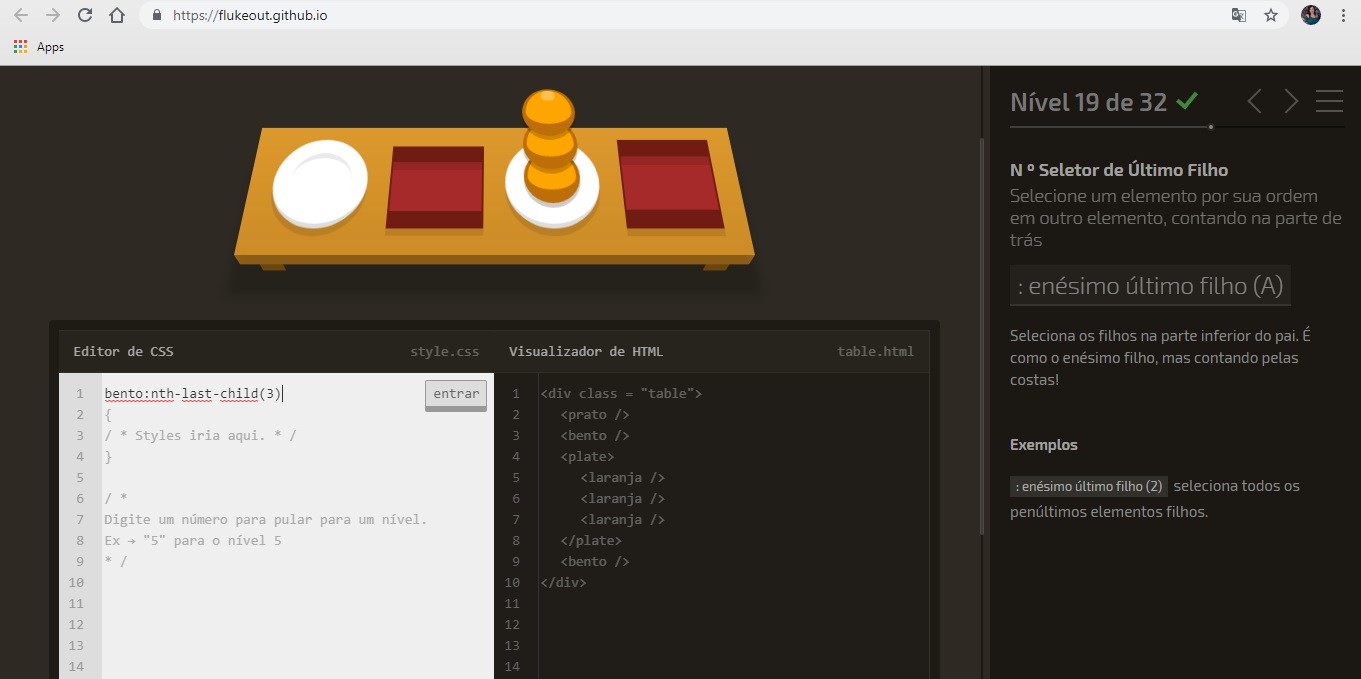 https://flukeout.github.io
Apps
Nível 19 de 32
N º Seletor de Último Filho
Selecione um elemento por sua ordem
em outro elemento, contando na parte de
trás
: enésimo último filho (A)
Seleciona os filhos na parte inferior do pai. É
como o enésimo filho, mas contando pelas
costas!
Exemplos
: enésimo último filho (2) seleciona todos os
penúltimos elementos filhos.
Editor de CSS style.css
1 bento:nth-last-child(3) entrar
2 {
3 / * Styles iria aqui. * /
4 }
5
6 / *
7 Digite um número para pular para um nível.
8 Ex → "5" para o nível 5
9 * /
10
11
12
13
14
Visualizador de HTML table.html
1 <div class = "table">
2 <prato />
3 <bento />
4 <plate>
5 <laranja />
6 <laranja />
7 <laranja />
8 </plate>
9 <bento />
10 </div>
11
12
13
14